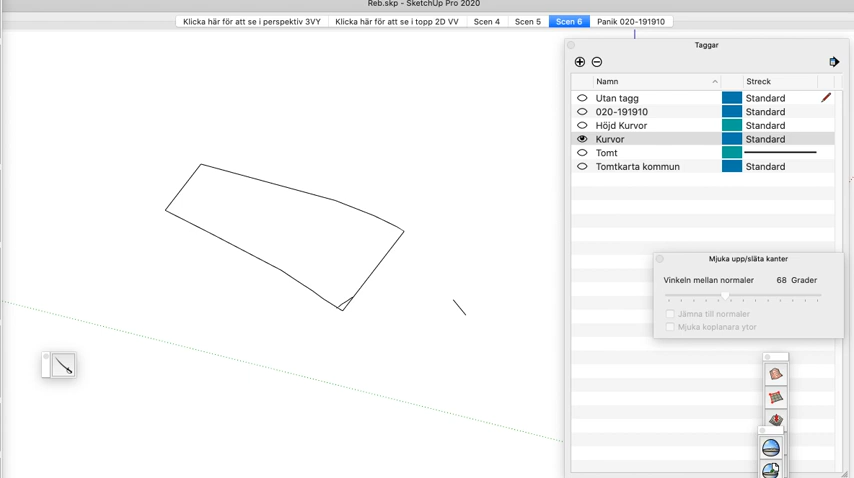 Reb.skp - SketchUp Pro 2020
Klicka här för att se i perspektiv 3VY Klicka här för att se i topp 2D VV Scen 4 Scen 5 Scen 6 Panik 020-191910
Taggar
Namn Streck
Utan tagg Standard
020-191910 Standard
Höjd Kurvor Standard
Kurvor Standard
Tomt
Tomtkarta kommun Standard
Mjuka upp/släta kanter
Vinkeln mellan normaler 68 Grader
Jämna till normaler
Mjuka koplanara ytor